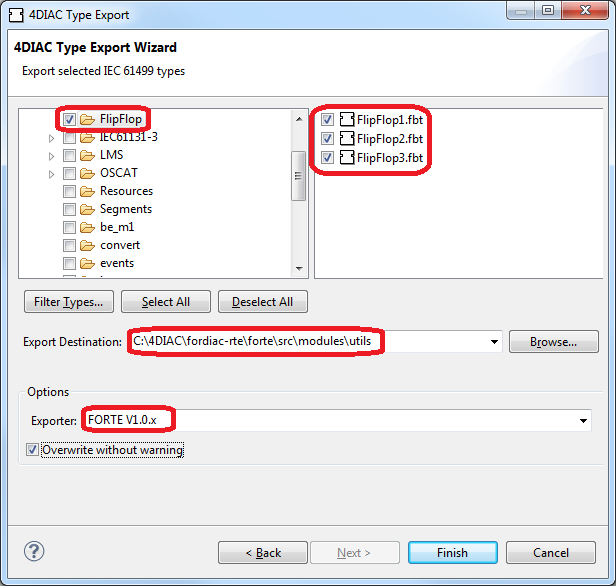 4DIAC Type Export
4DIAC Type Export Wizard
Export selected IEC 61499 types
FlipFlop
IEC61131-3
LMS
OSCAT
Resources
Segments
be_m1
convert
events
FlipFlop1.fbt
FlipFlop2.fbt
FlipFlop3.fbt
Filter Types...
Select All
Deselect All
Export Destination:
C:\4DIAC\fordiac-rte\forte\src\modules\utils
Browse...
Options
Exporter:
FORTE V1.0.x
Overwrite without warning
?
< Back
Next >
Finish
Cancel